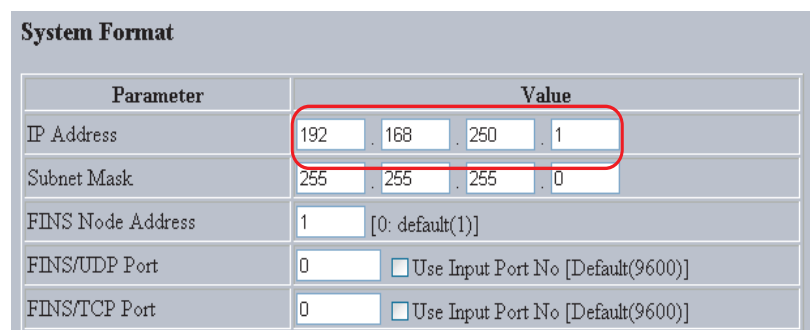 System Format
Parameter Value
IP Address 192 . 168 . 250 . 1
Subnet Mask 255 . 255 . 255 . 0
FINS Node Address 1 [0: default(1)]
FINS/UDP Port 0 Use Input Port No [Default(9600)]
FINS/TCP Port 0 Use Input Port No [Default(9600)]